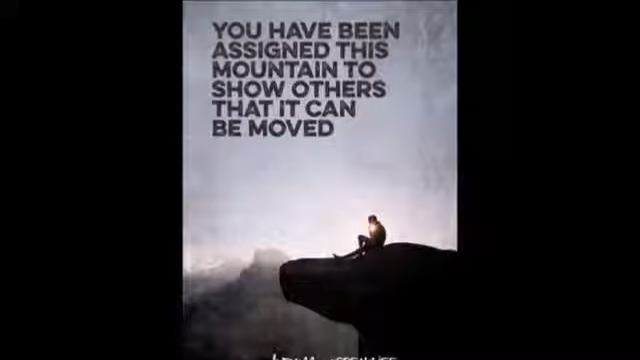 YOU HAVE BEEN
ASSIGNED THIS
MOUNTAIN TO
SHOW OTHERS
THAT IT CAN
BE MOVED